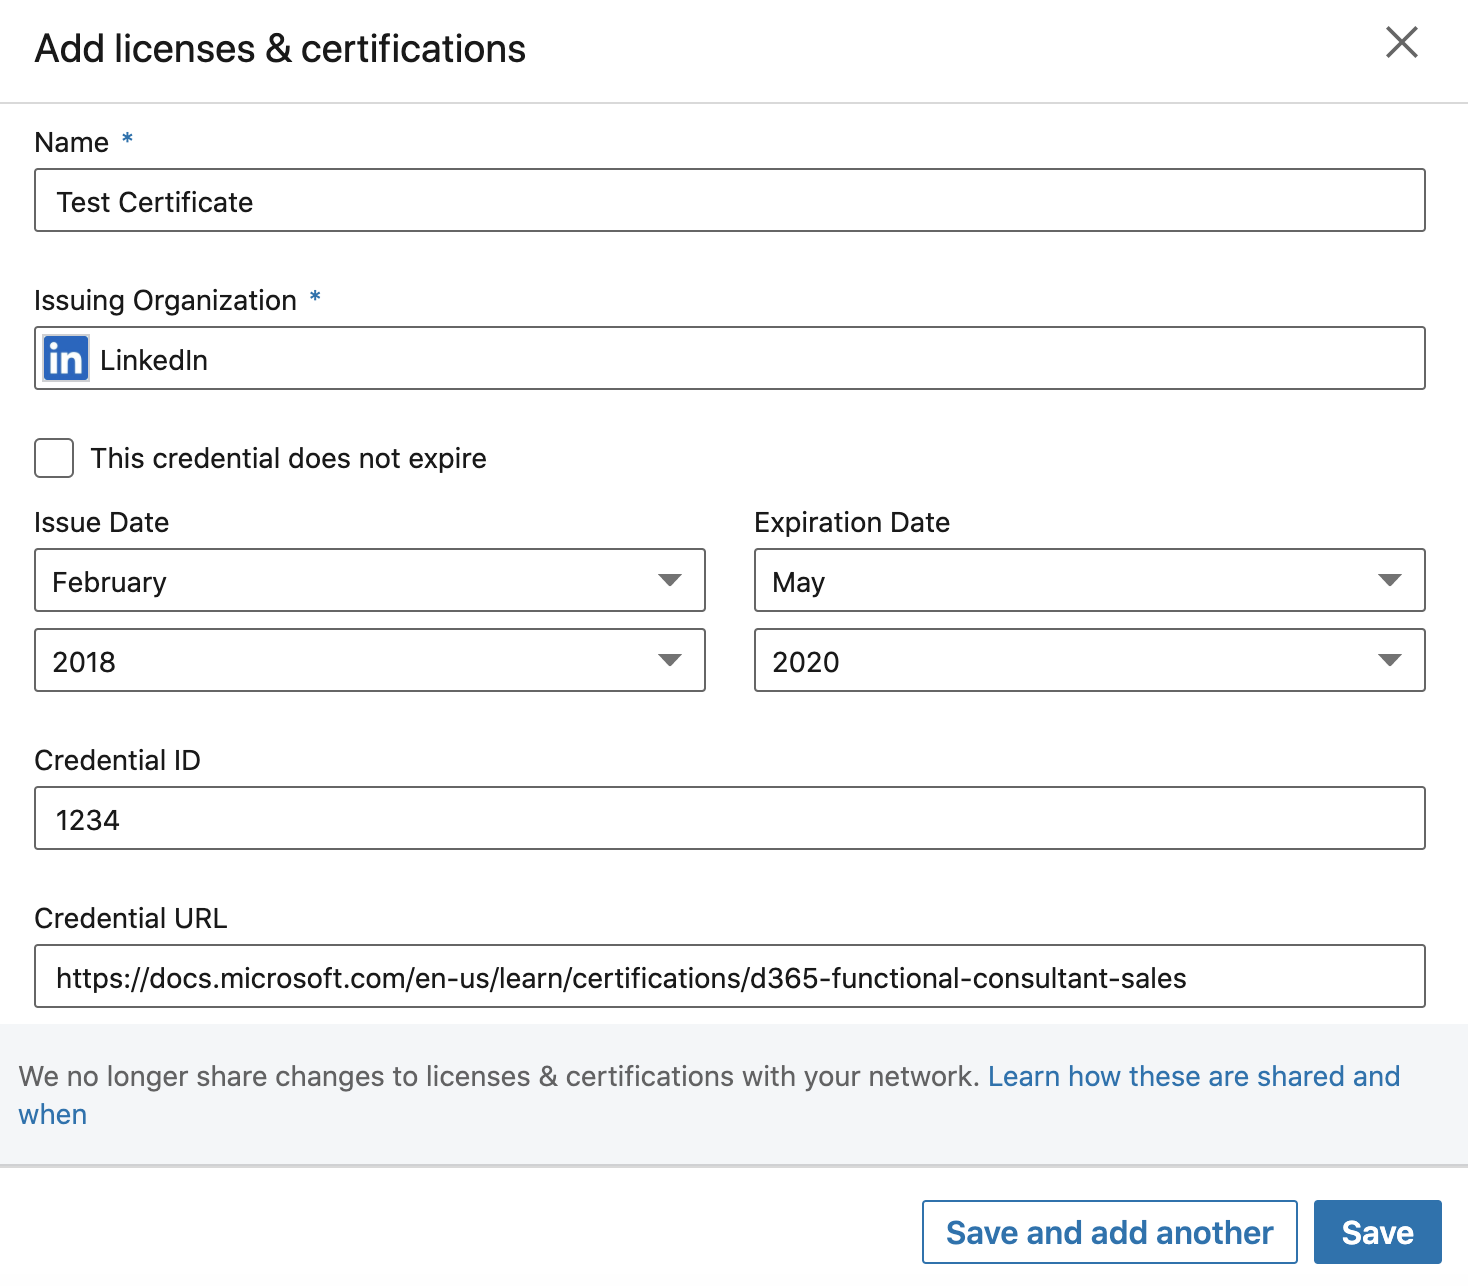 Add licenses & certifications
Name *
Test Certificate
Issuing Organization *
in LinkedIn
This credential does not expire
Issue Date
Expiration Date
February
May
2018
2020
Credential ID
1234
Credential URL
https://docs.microsoft.com/en-us/learn/certifications/d365-functional-consultant-sales
We no longer share changes to licenses & certifications with your network. Learn how these are shared and
when
Save and add another
Save